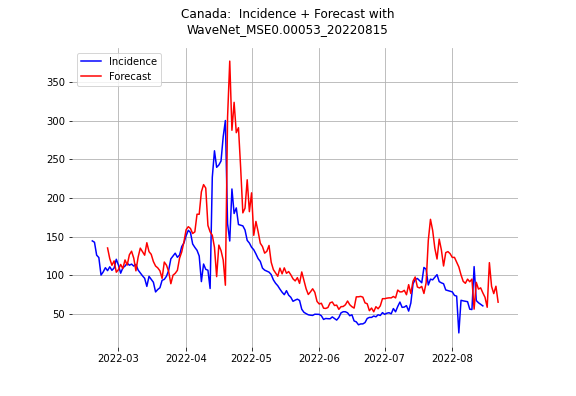 Canada:  Incidence + Forecast with
WaveNet_MSE0.00053_20220815
Incidence
Forecast
350
300
250
200
150
100
50
2022-03 2022-04 2022-05 2022-06 2022-07 2022-08